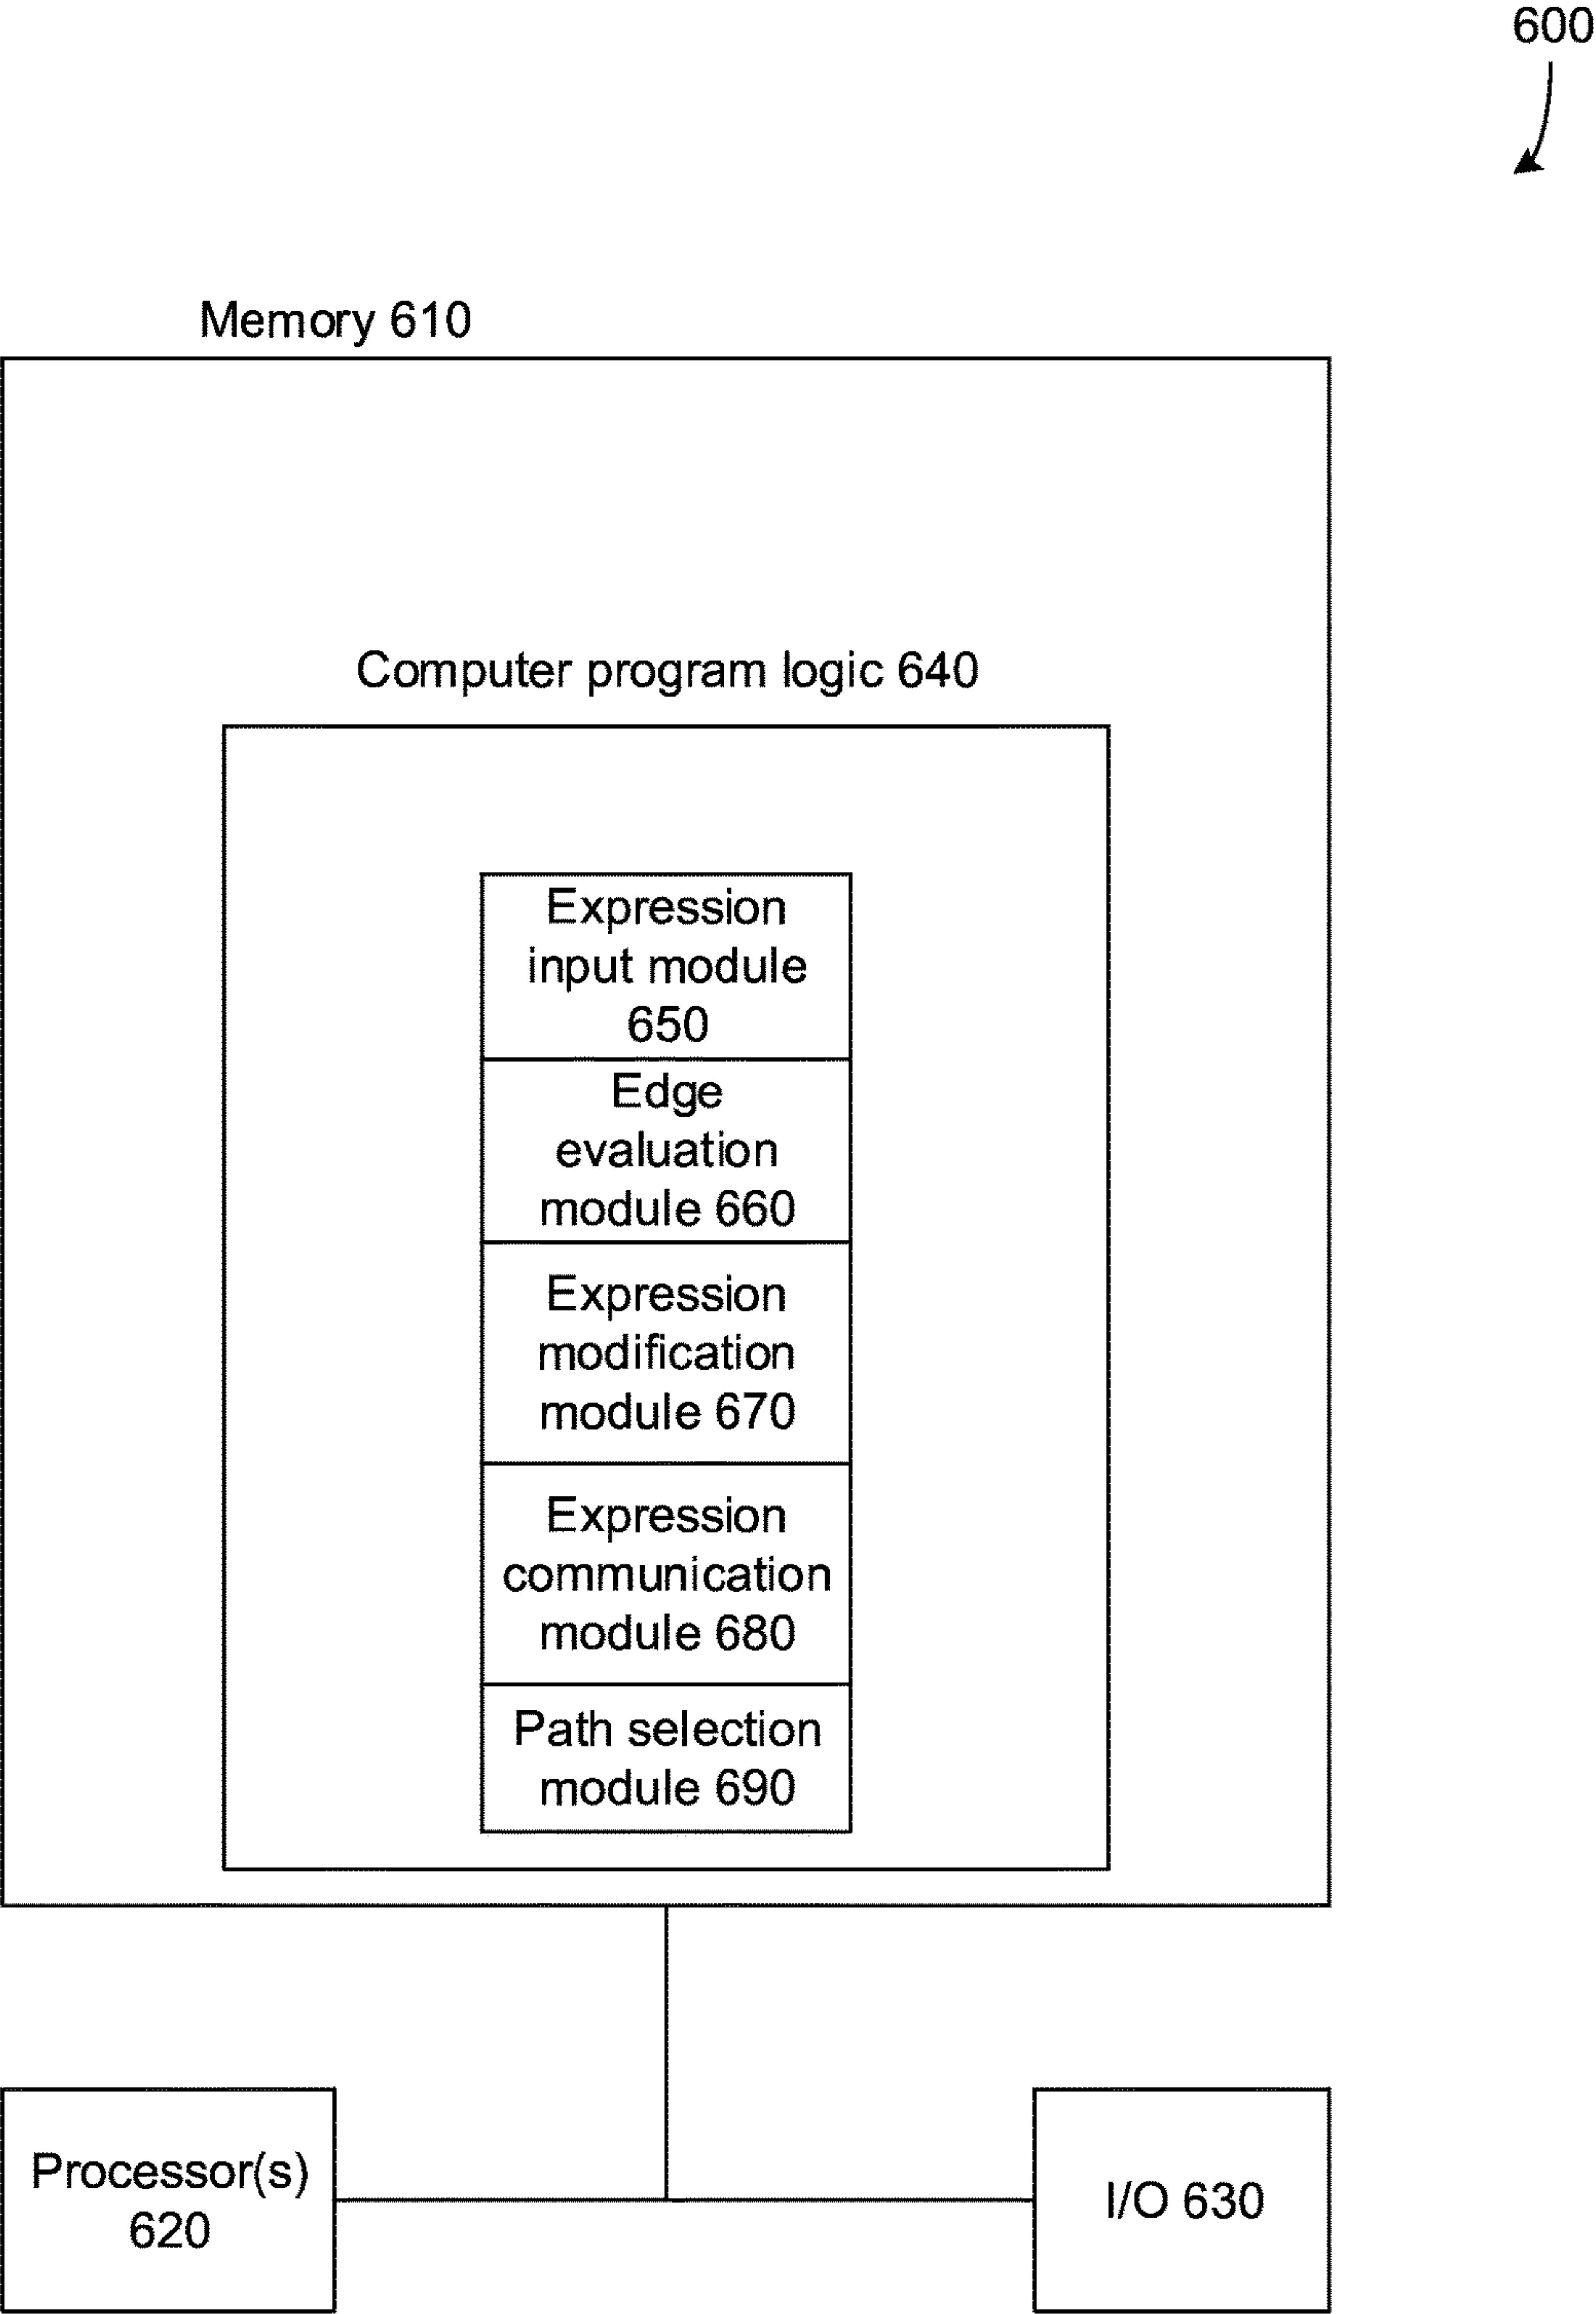 600
Memory 610
Computer program logic 640
Expression
input module
650
Edge
evaluation
module 660
Expression
modification
module 670
Expression
communication
module 680
Path selection
module 690
Processor(s)
620
I/O 630